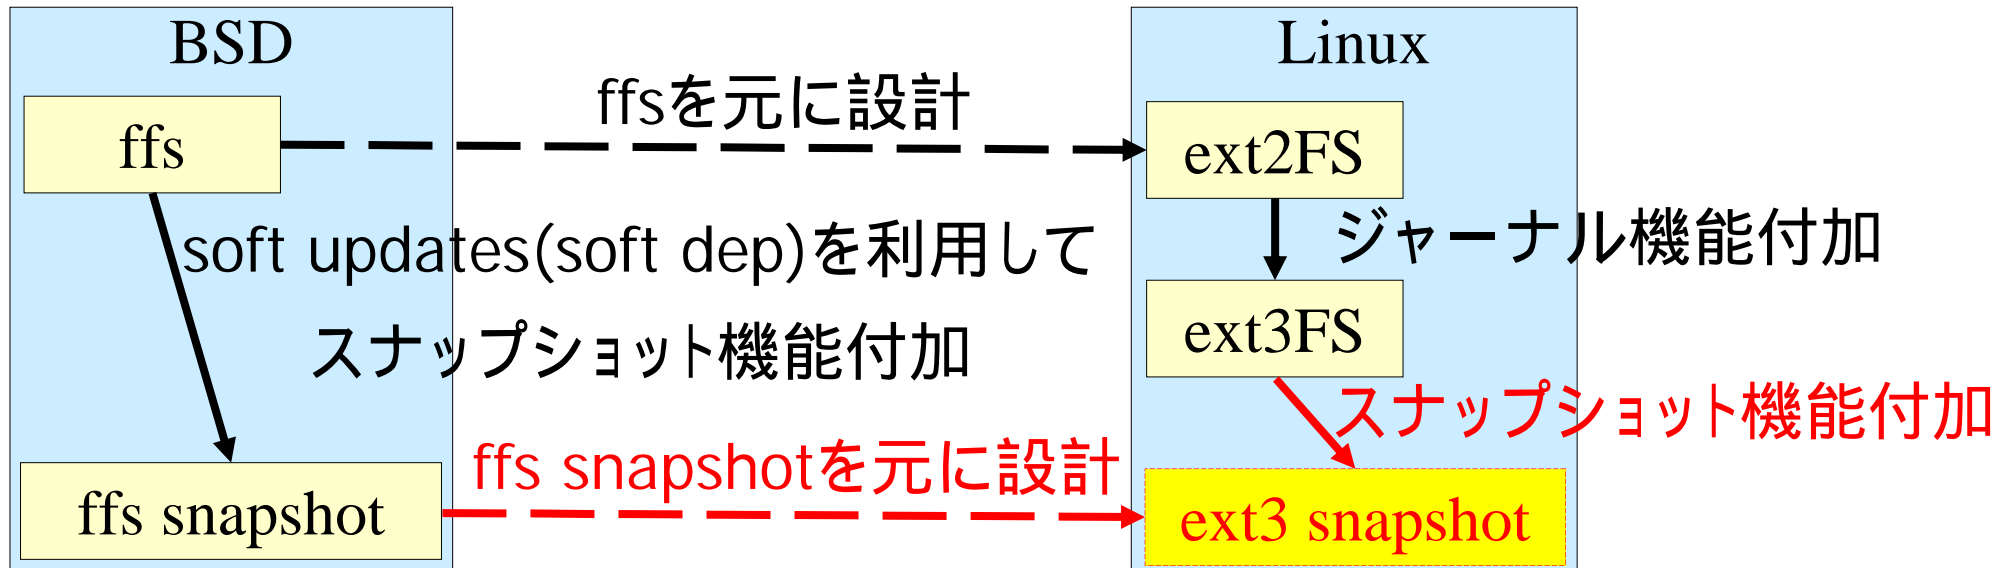 BSD
Linux
ffsを元に設計
ffs
ext2FS
soft updates(soft dep)を利用して
スナップショット機能付加
ジャーナル機能付加
ext3FS
スナップショット機能付加
ffs snapshotを元に設計
ffs snapshot
ext3 snapshot